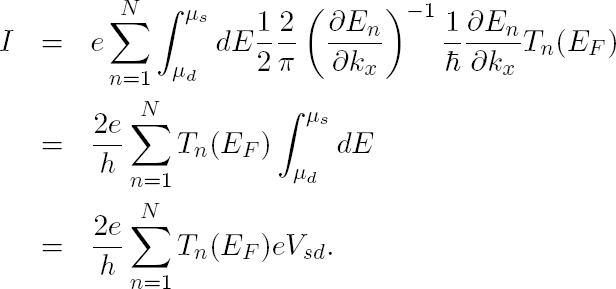 I = e \sum_{n=1}^{N} \int_{\mu_d}^{\mu_s} dE \frac{1}{2} \frac{2}{\pi} \left( \frac{\partial E_n}{\partial k_x} \right)^{-1} \frac{1}{\hbar} \frac{\partial E_n}{\partial k_x} T_n(E_F)
= \frac{2e}{h} \sum_{n=1}^{N} T_n(E_F) \int_{\mu_d}^{\mu_s} dE
= \frac{2e}{h} \sum_{n=1}^{N} T_n(E_F) eV_{sd}.